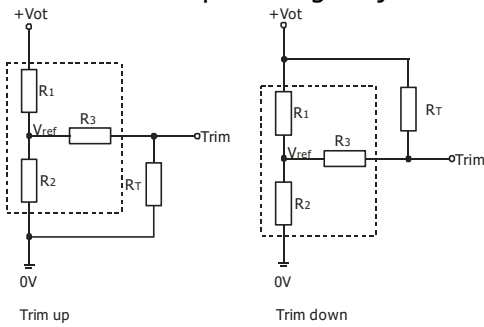 +Vot
+Vot
R1
R3
Vref
Trim
R2
RT
0V
Trim up
R1
RT
R3
Vref
Trim
R2
0V
Trim down